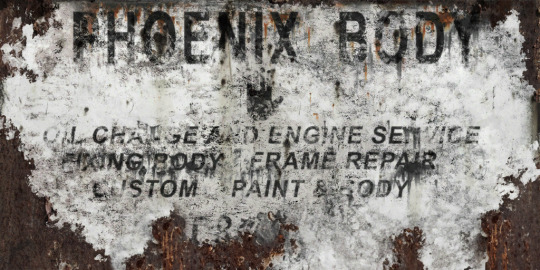 PHOENIX BODY
OIL CHANGE AND ENGINE SERVICE
BODY FRAME REPAIR
CUSTOM PAINT & BODY